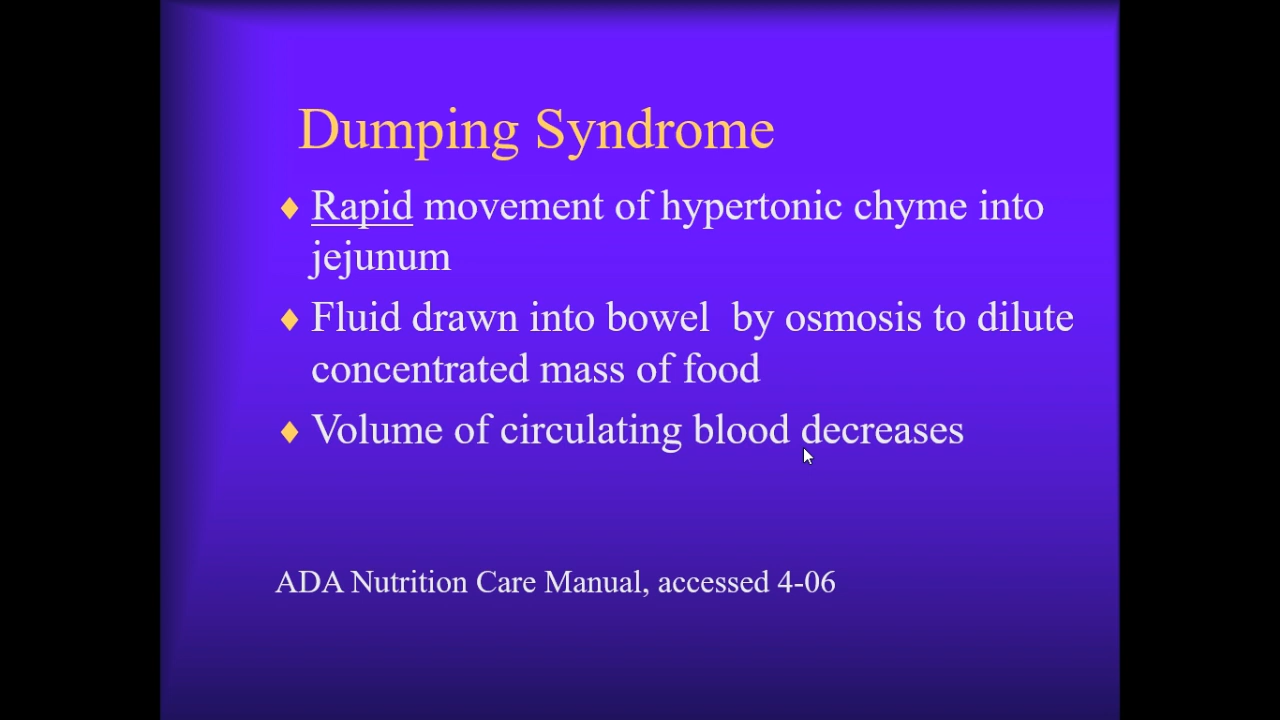 Dumping Syndrome
Rapid movement of hypertonic chyme into
jejunum
Fluid drawn into bowel  by osmosis to dilute
concentrated mass of food
Volume of circulating blood decreases
ADA Nutrition Care Manual, accessed 4-06